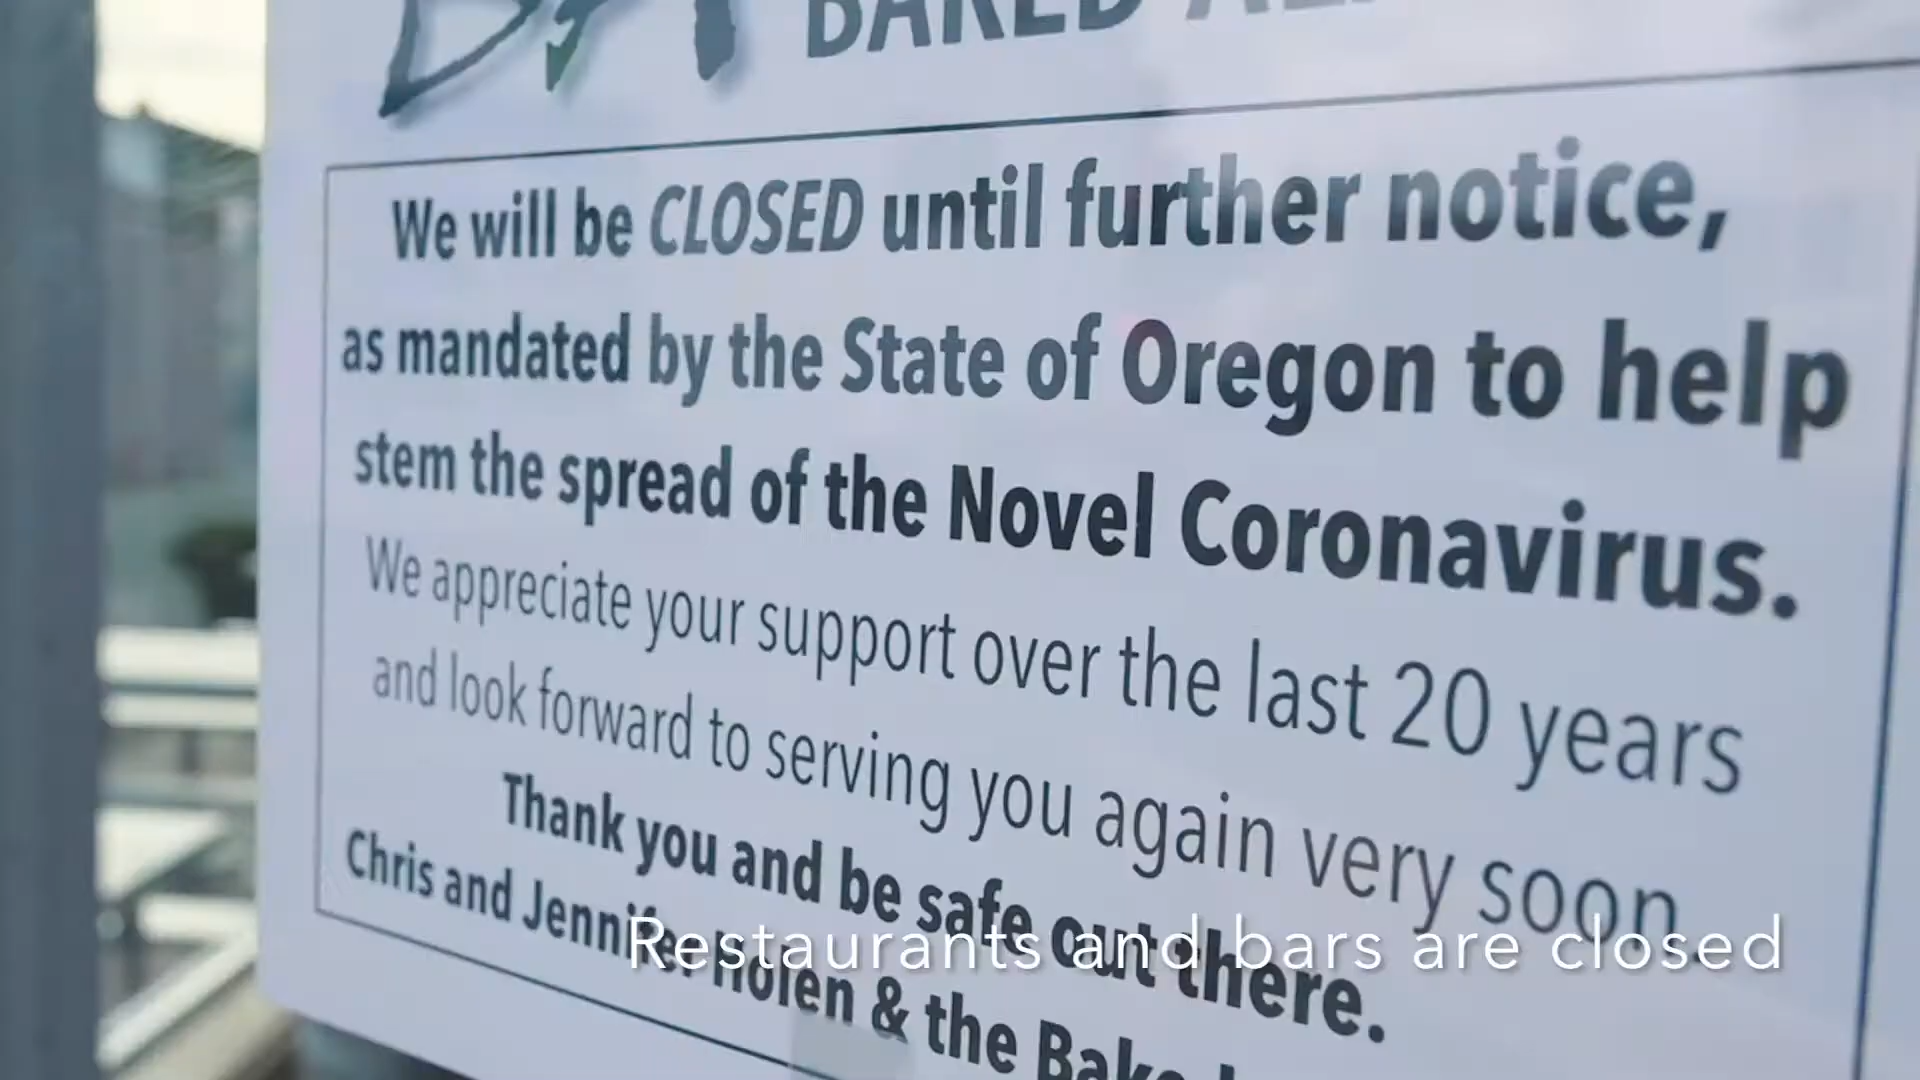 BAKED
We will be CLOSED until further notice,
as mandated by the State of Oregon to help
stem the spread of the Novel Coronavirus.
We appreciate your support over the last 20 years
and look forward to serving you again very soon.
Thank you and be safe out there.
Chris and Jennifer Holen & the
Restaurants and bars are closed